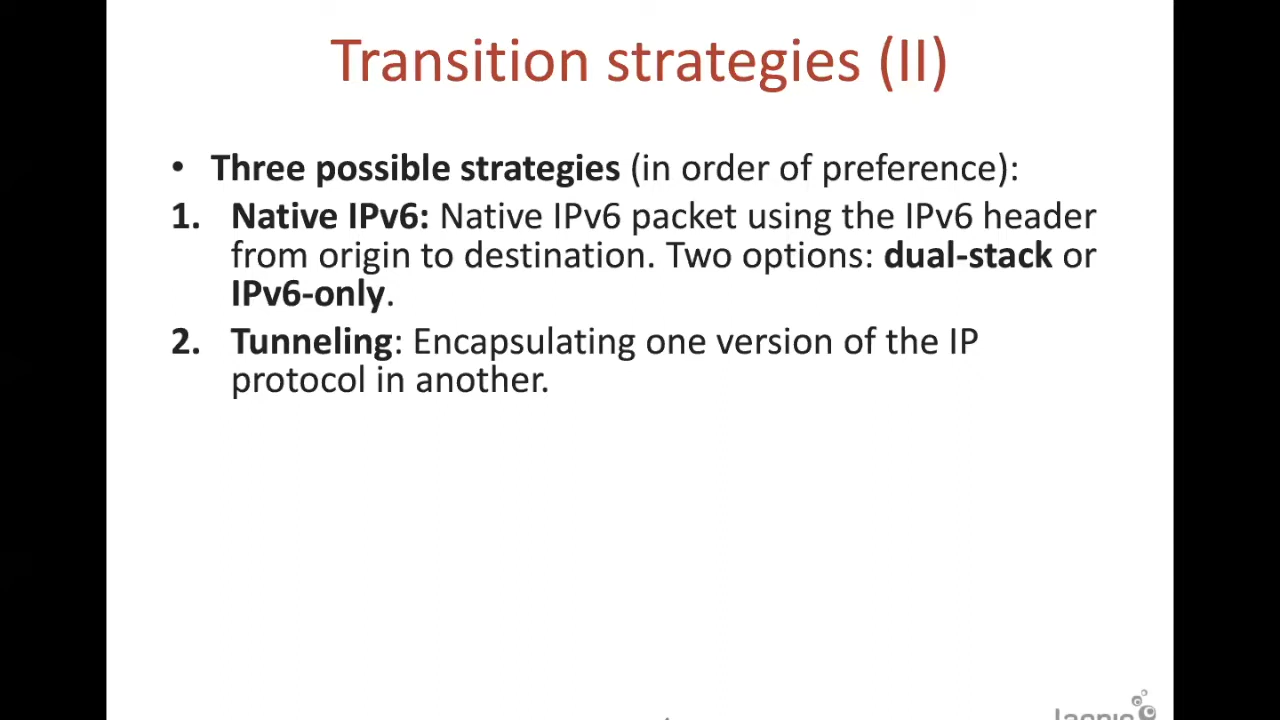 Transition strategies (II)
• Three possible strategies (in order of preference):
1. Native IPv6: Native IPv6 packet using the IPv6 header
from origin to destination. Two options: dual-stack or
IPv6-only.
2. Tunneling: Encapsulating one version of the IP
protocol in another.